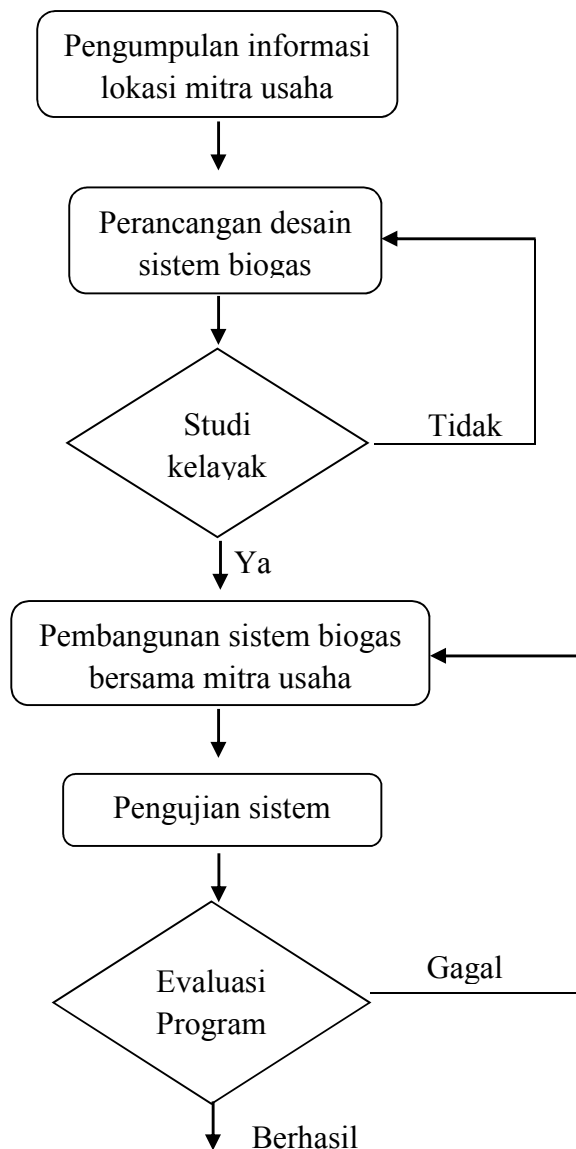 Pengumpulan informasi
lokasi mitra usaha
Perancangan desain
sistem biogas
Studi
kelayak
Tidak
Ya
Pembangunan sistem biogas
bersama mitra usaha
Pengujian sistem
Evaluasi
Program
Gagal
Berhasil